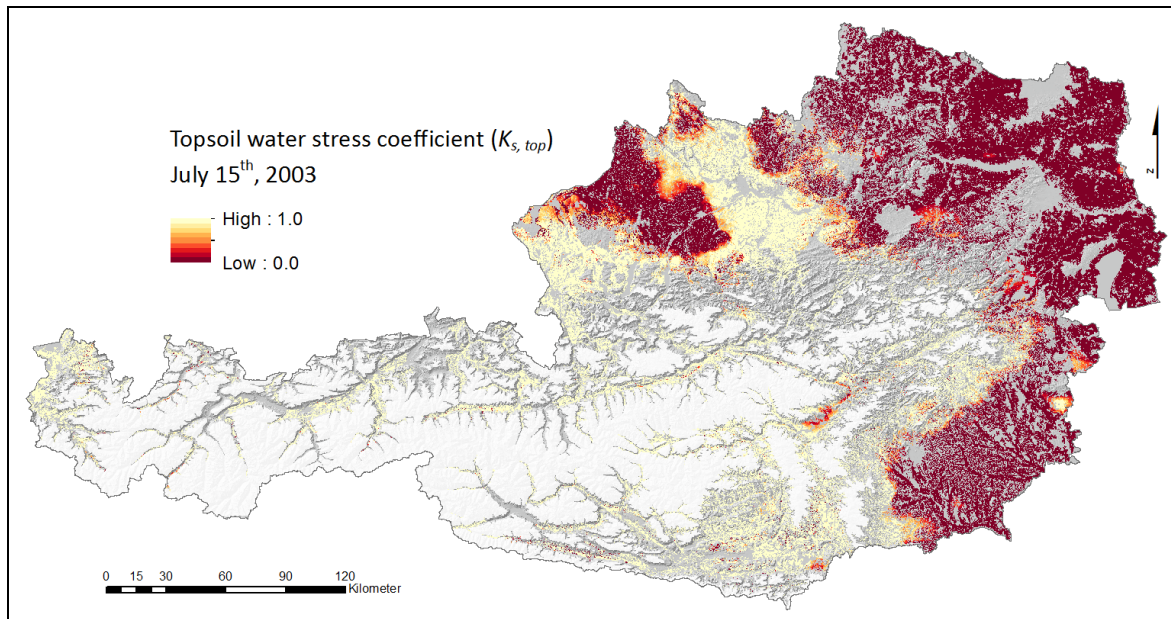 Topsoil water stress coefficient (Ks, top)
July 15th, 2003
High : 1.0
Low : 0.0
N
0 15 30 60 90 120
Kilometer